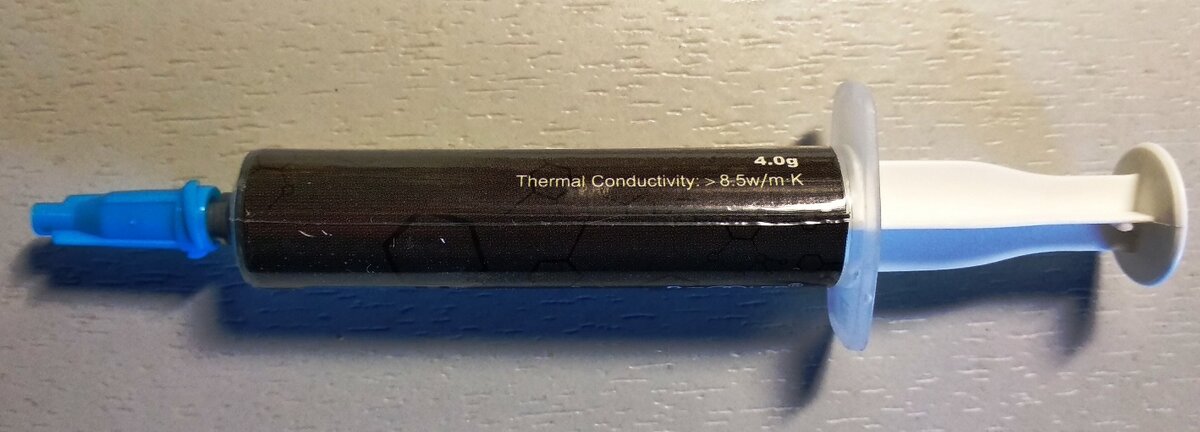 4.0g
Thermal Conductivity: > 8.5w/m·K